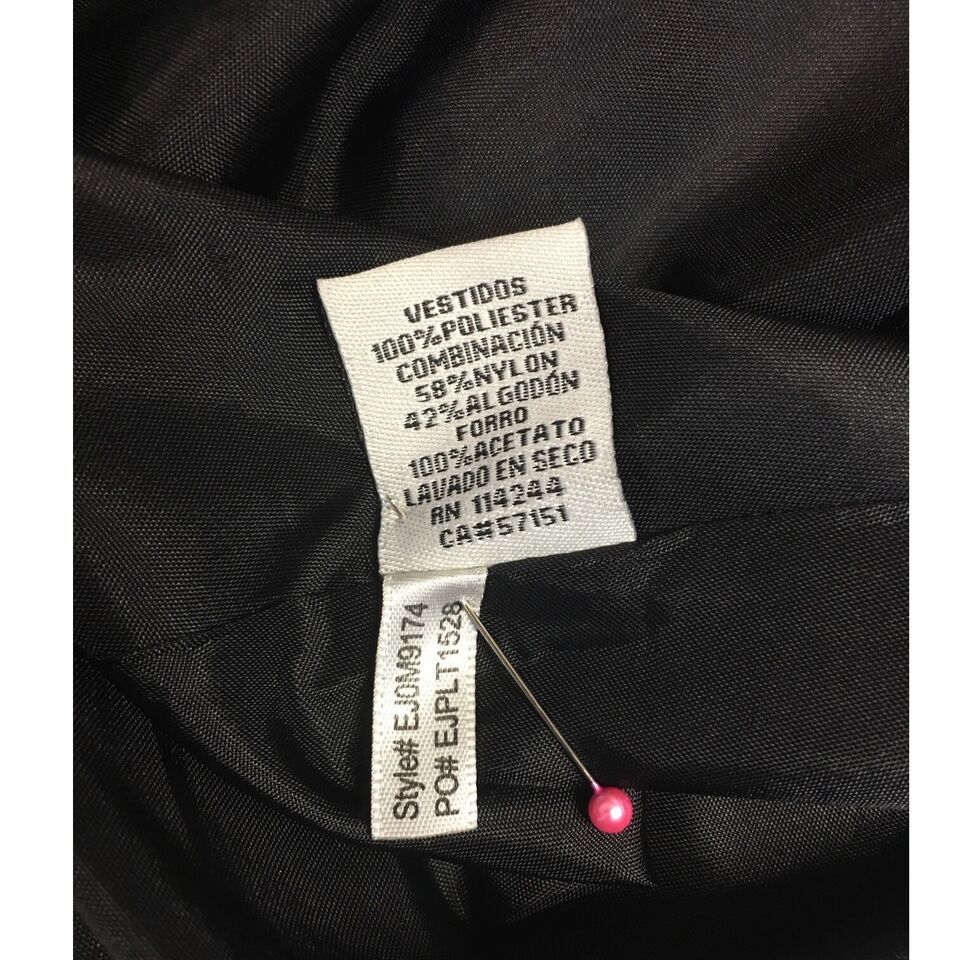 VESTIDOS
100%POLIESTER
COMBINACIÓN
58%NYLON
42%ALGODÓN
FORRO
100%ACETATO
LAVADO EN SECO
RN 114244
CA#57151
Style# EJ0M9174
PO# EJPLT1528